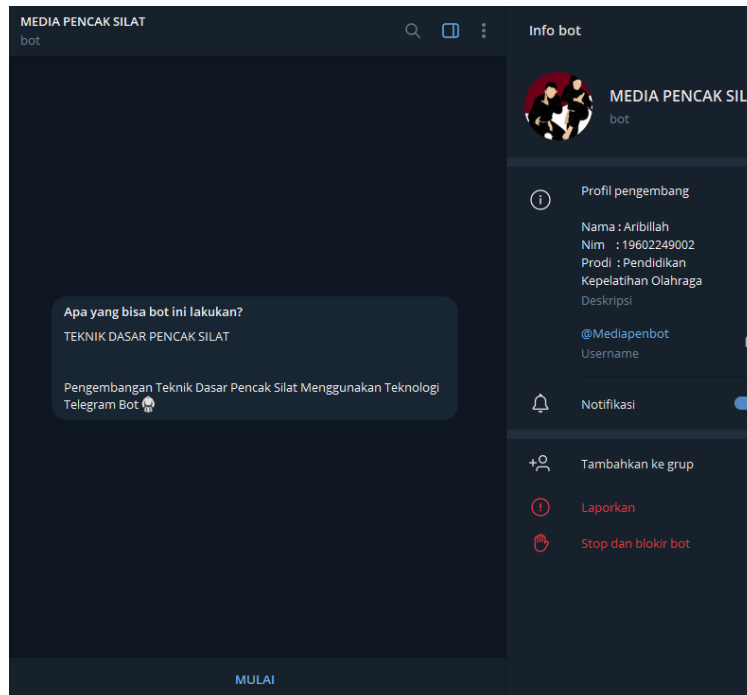 MEDIA PENCAK SILAT
bot
Apa yang bisa bot ini lakukan?
TEKNIK DASAR PENCAK SILAT
Pengembangan Teknik Dasar Pencak Silat Menggunakan Teknologi
Telegram Bot 🥋
MULAI
Info bot
MEDIA PENCAK SIL
bot
Profil pengembang
Nama : Aribillah
Nim : 19602249002
Prodi : Pendidikan
Kepelatihan Olahraga
Deskripsi
@Mediapenbot
Username
Notifikasi
Tambahkan ke grup
Laporkan
Stop dan blokir bot